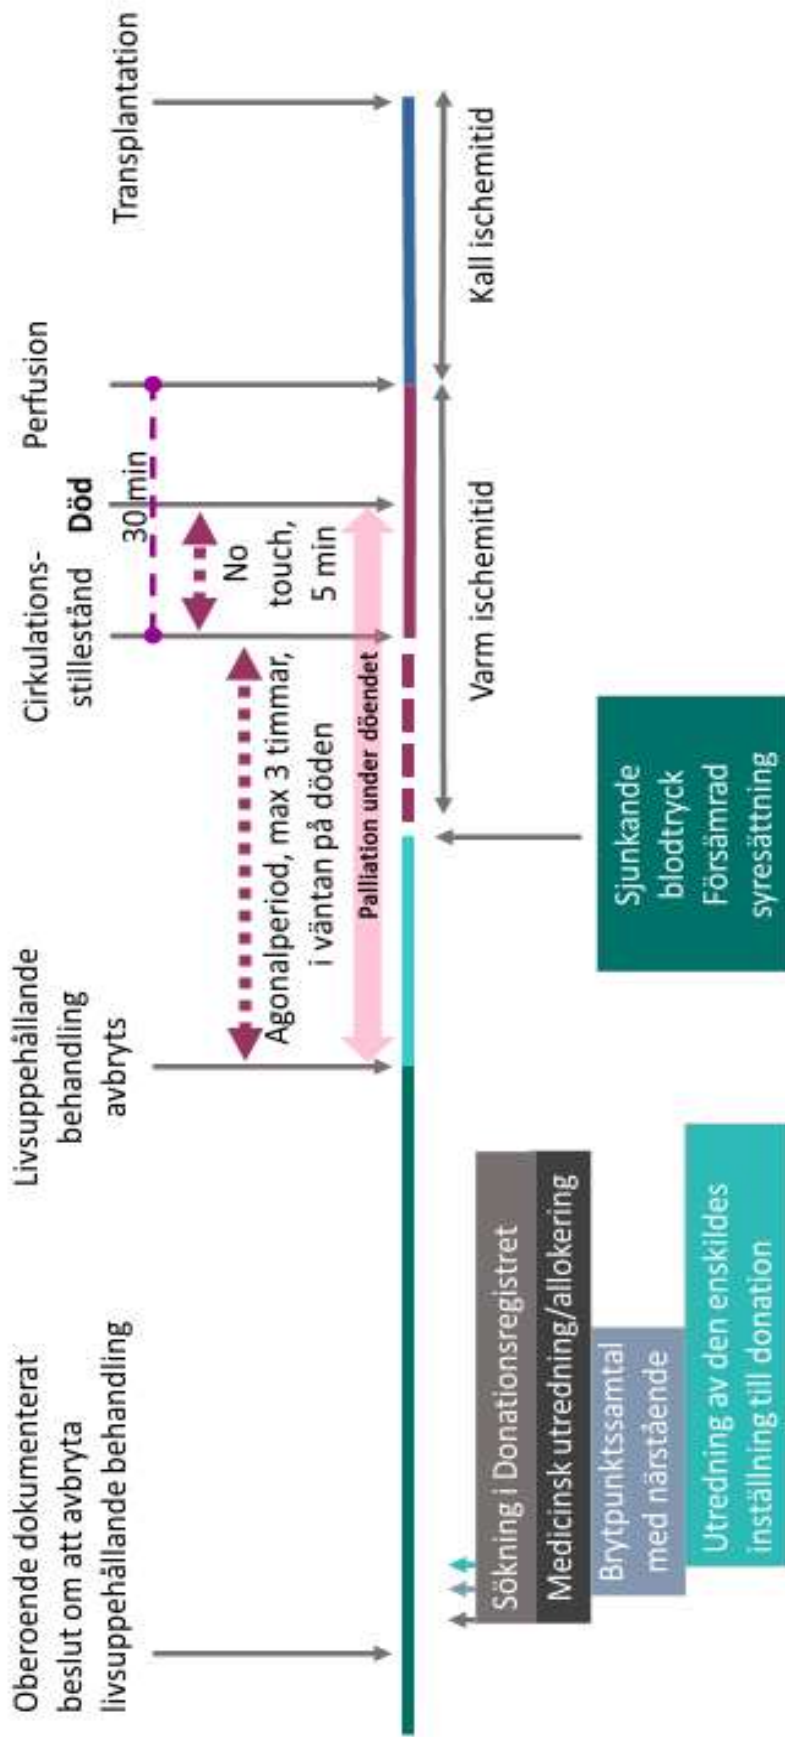 Oberoende dokumenterat
beslut om att avbryta
livsuppehållande behandling
Livsuppehållande
behandling
avbryts
Cirkulations-
stillestånd
Död
Perfusion
Transplantation
30 min
No
touch,
5 min
Agonalperiod, max 3 timmar,
i väntan på döden
Palliation under döendet
Varm ischemitid
Kall ischemitid
Sjunkande
blodtryck
Försämrad
syresättning
Sökning i Donationsregistret
Medicinsk utredning/allokering
Brytpunktssamtal
med närstående
Utredning av den enskildes
inställning till donation